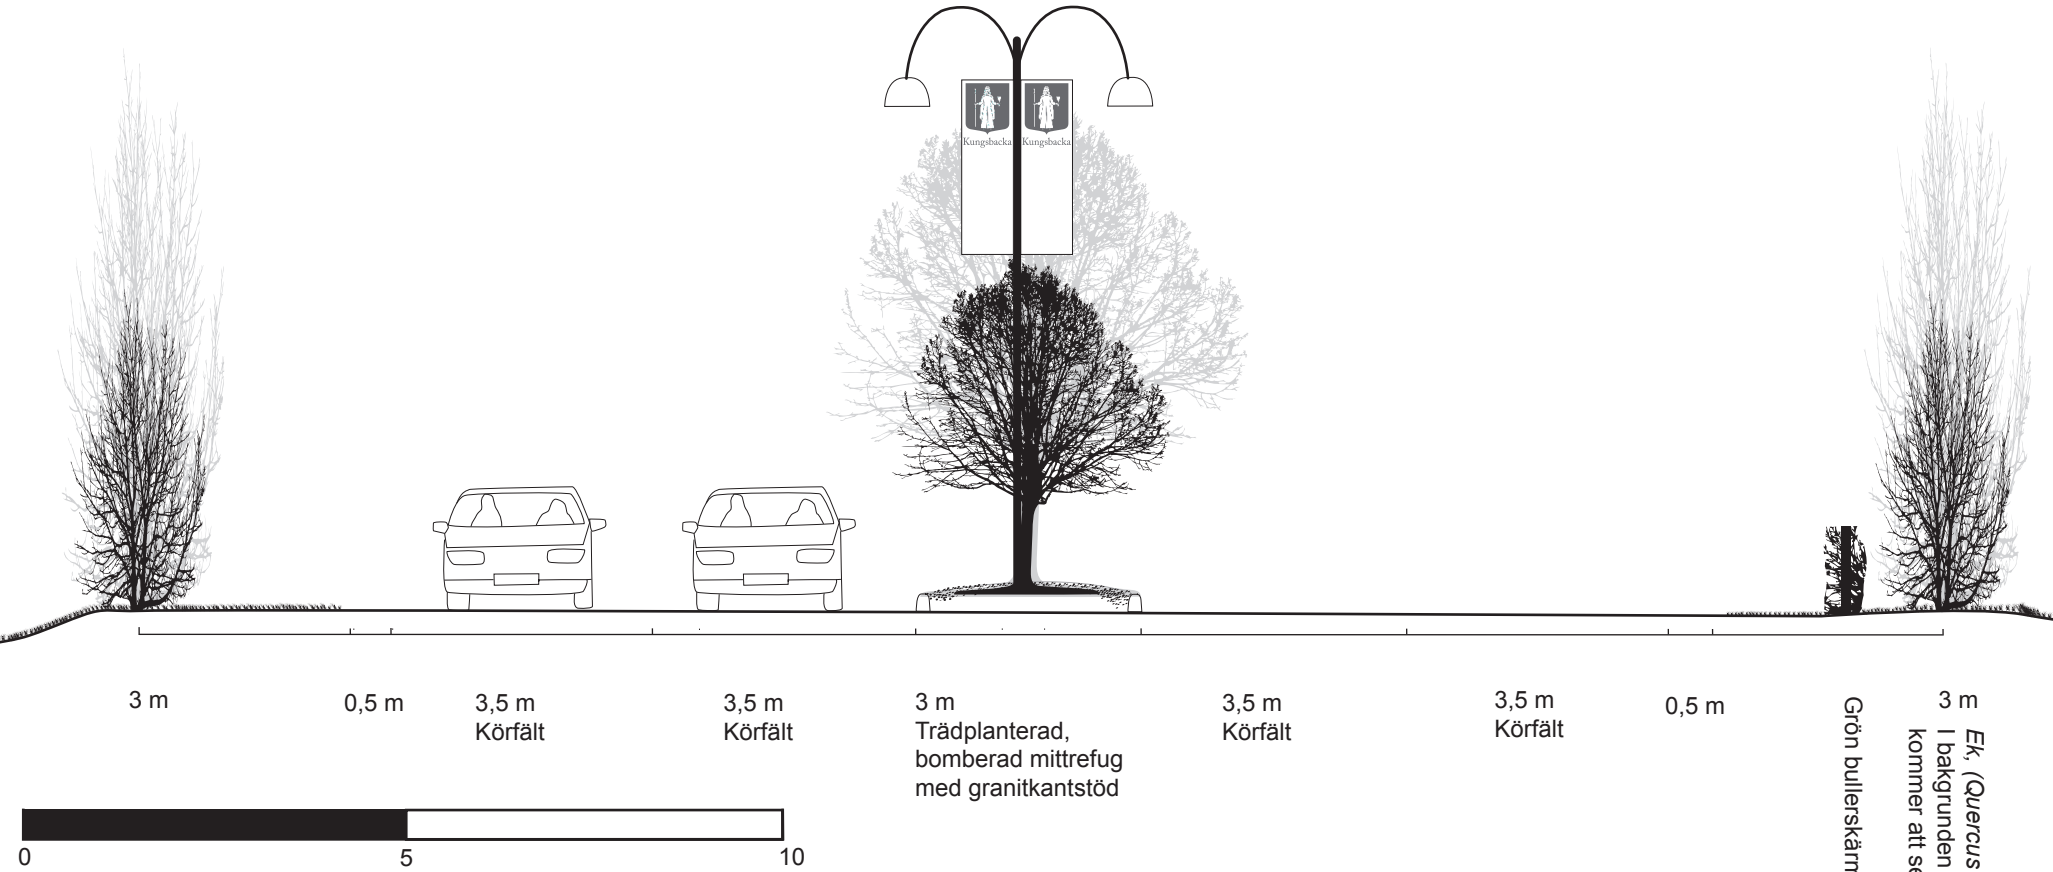 Kungsbacka Kungsbacka
3 m
0,5 m
3,5 m
Körfält
3,5 m
Körfält
3 m
Trädplanterad,
bomberad mittrefug
med granitkantstöd
3,5 m
Körfält
3,5 m
Körfält
0,5 m
Grön bullerskärm
3 m
Ek, (Quercus
I bakgrunden
kommer att se
0 5 10